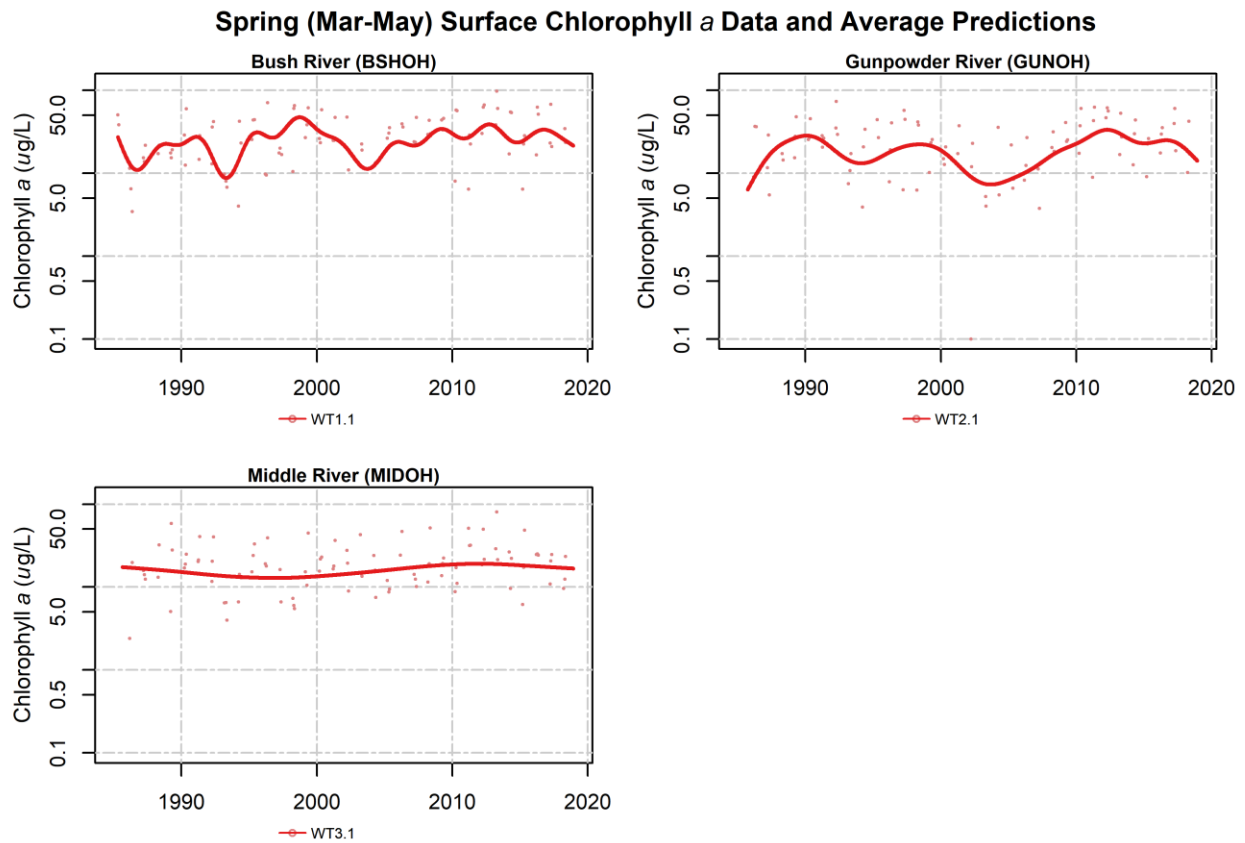 Spring (Mar-May) Surface Chlorophyll a Data and Average Predictions
Bush River (BSHOH)
Chlorophyll a (ug/L)
50.0
5.0
0.5
0.1
1990 2000 2010 2020
WT1.1
Gunpowder River (GUNOH)
Chlorophyll a (ug/L)
50.0
5.0
0.5
0.1
1990 2000 2010 2020
WT2.1
Middle River (MIDOH)
Chlorophyll a (ug/L)
50.0
5.0
0.5
0.1
1990 2000 2010 2020
WT3.1